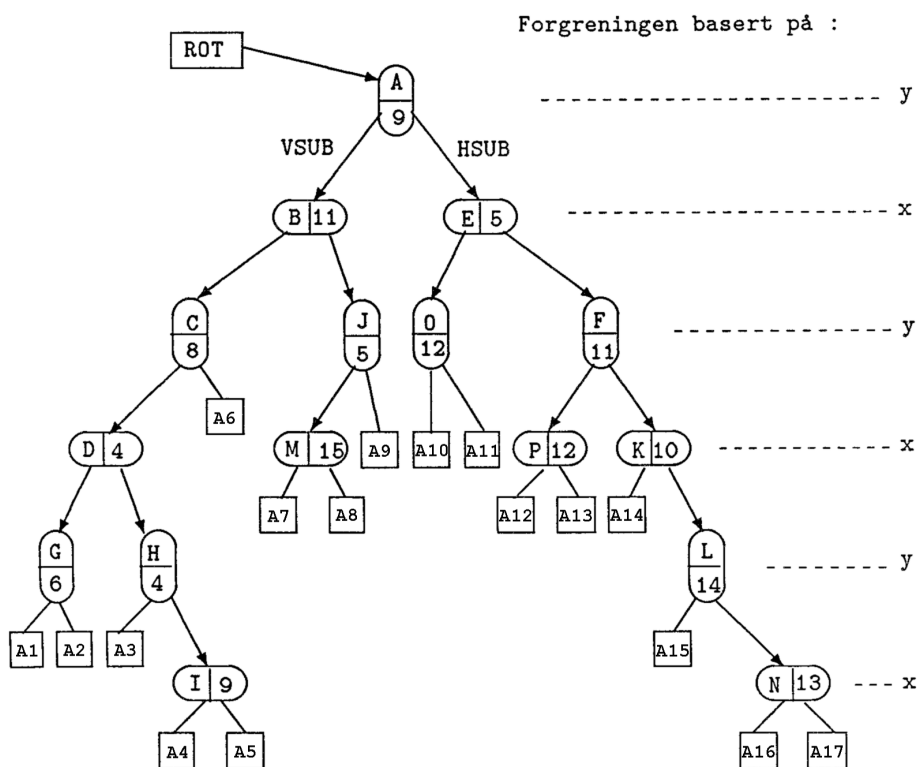 Forgreningen basert på :
ROT
A
y
9
VSUB HSUB
B 11 E 5 x
C J O F y
8 5 12 11
A6
D 4 M 15 A9 A10 A11 P 12 K 10 x
A7 A8 A12 A13 A14
G H L y
6 4 14
A1 A2 A3 A15
I 9 N 13 x
A4 A5 A16 A17